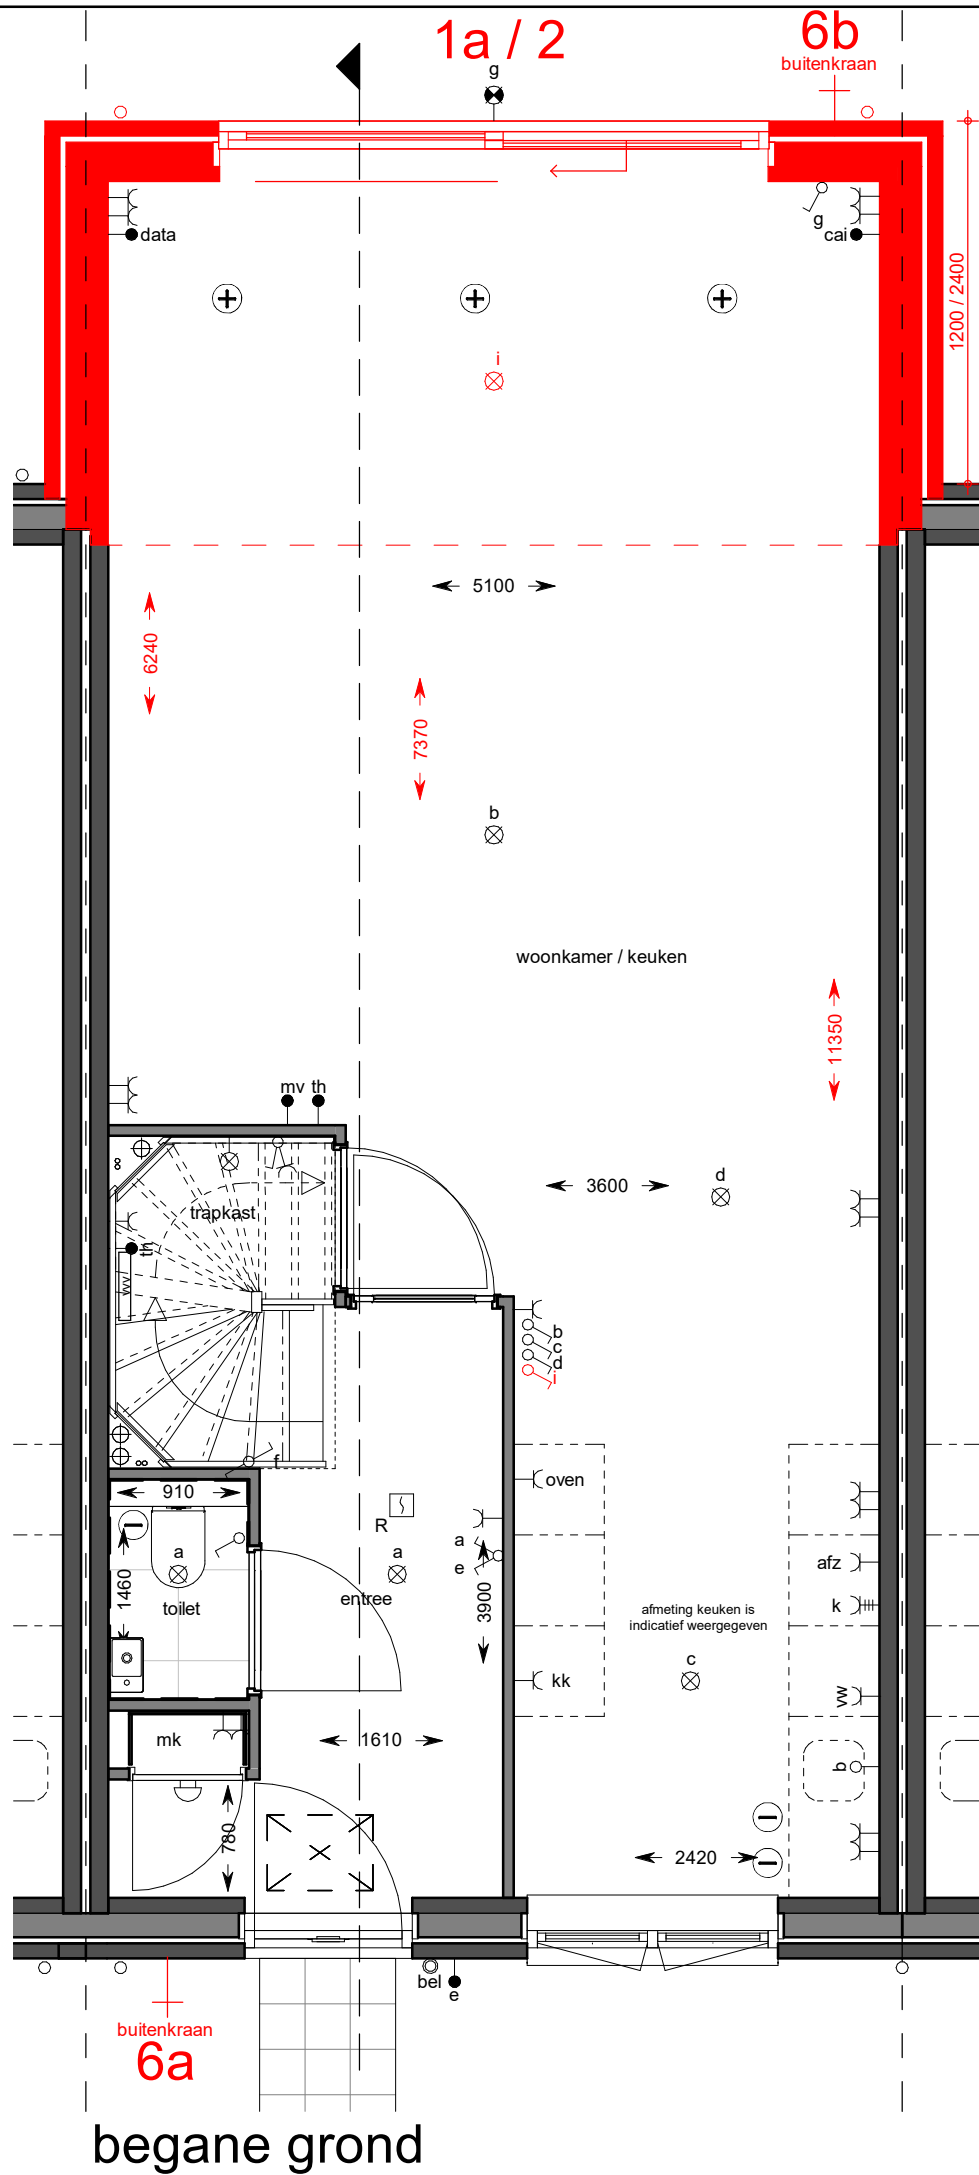 1a / 2
6b
buitenkraan
g
data
g
cai
1200 / 2400
i
5100
6240
7370
b
woonkamer / keuken
11350
mv th
3600
d
trapkast
th
vv
b
c
d
i
f
910
oven
R
a
a
a
e
1460
toilet
entree
3900
afz
k
afmeting keuken is
indicatief weergegeven
c
kk
vw
mk
1610
b
780
2420
bel
e
buitenkraan
6a
begane grond